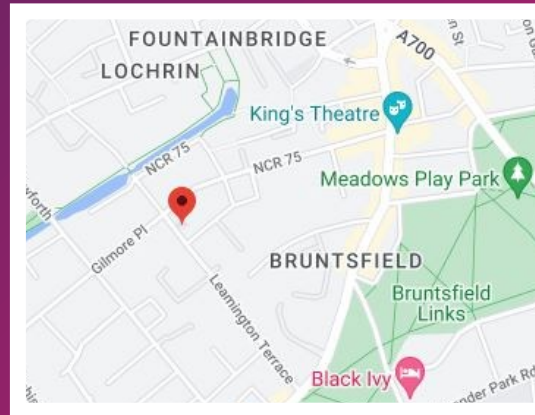 FOUNTAINBRIDGE
A700
LOCHRIN
King's Theatre
NCR 75
NCR 75
Meadows Play Park
Gilmore Pl
BRUNTSFIELD
Leamington Terrace
Bruntsfield
Links
Black Ivy